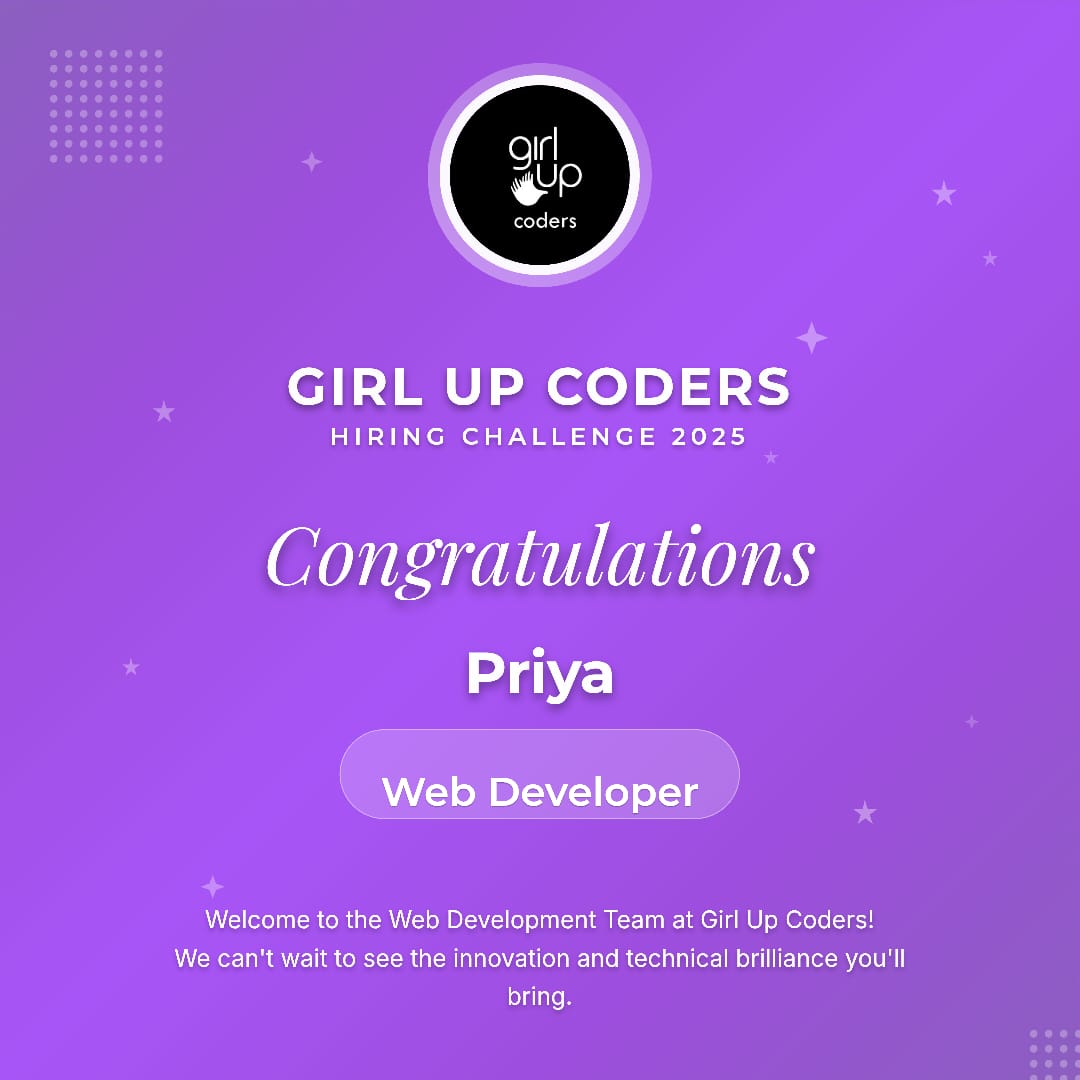 girl
up
coders
GIRL UP CODERS
HIRING CHALLENGE 2025
Congratulations
Priya
Web Developer
Welcome to the Web Development Team at Girl Up Coders!
We can't wait to see the innovation and technical brilliance you'll
bring.